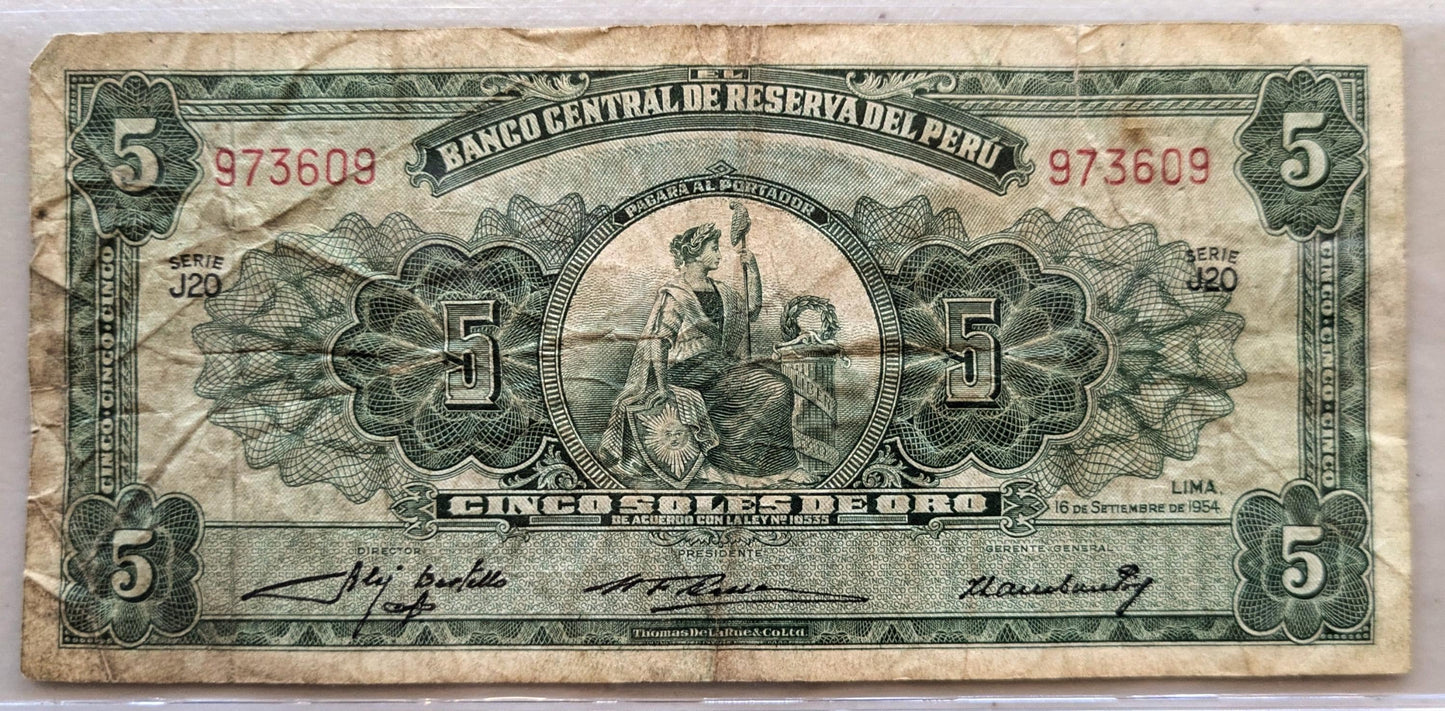 EL
BANCO CENTRAL DE RESERVA DEL PERÚ
5
5
973609
973609
PAGARÁ AL PORTADOR
SERIE
J20
SERIE
J20
5
5
CINCO·CINCO·CINCO
CINCO CINCO CINCO
CINCO SOLES DE ORO
DE ACUERDO CON LA LEY Nº 10535
LIMA,
16 DE SETIEMBRE DE 1954.
DIRECTOR
PRESIDENTE
GERENTE GENERAL
5
5
Thomas De La Rue & Co Ltd.